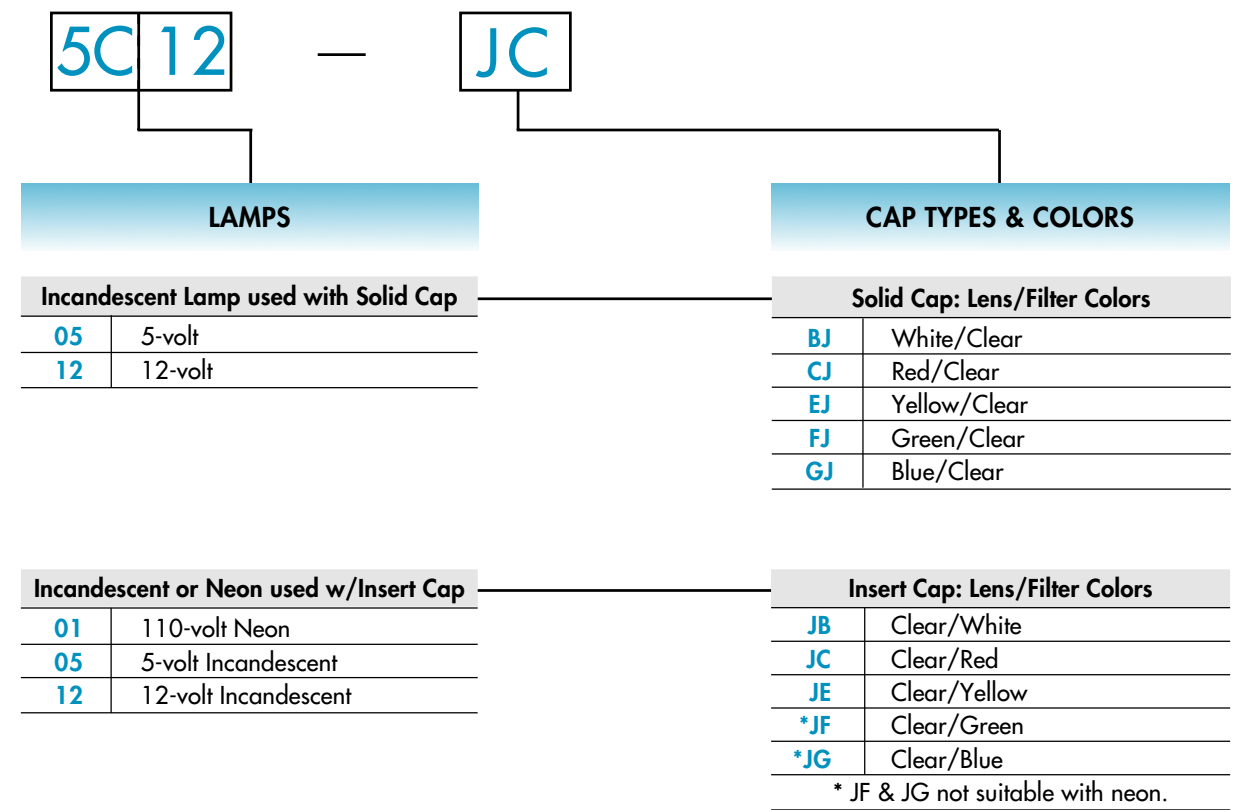 5C 12 — JC
LAMPS
CAP TYPES & COLORS
Incandescent Lamp used with Solid Cap
05 5-volt
12 12-volt
Solid Cap: Lens/Filter Colors
BJ White/Clear
CJ Red/Clear
EJ Yellow/Clear
FJ Green/Clear
GJ Blue/Clear
Incandescent or Neon used w/Insert Cap
01 110-volt Neon
05 5-volt Incandescent
12 12-volt Incandescent
Insert Cap: Lens/Filter Colors
JB Clear/White
JC Clear/Red
JE Clear/Yellow
*JF Clear/Green
*JG Clear/Blue
* JF & JG not suitable with neon.